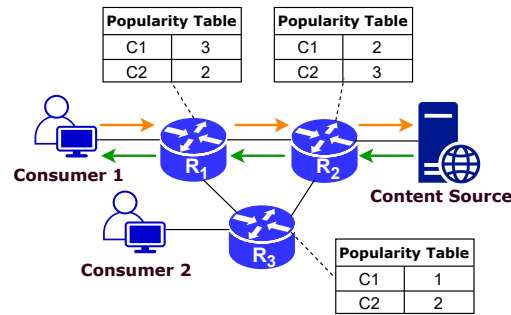 Popularity Table
C1 3
C2 2
Popularity Table
C1 2
C2 3
Consumer 1
R1
R2
Content Source
Consumer 2
R3
Popularity Table
C1 1
C2 2